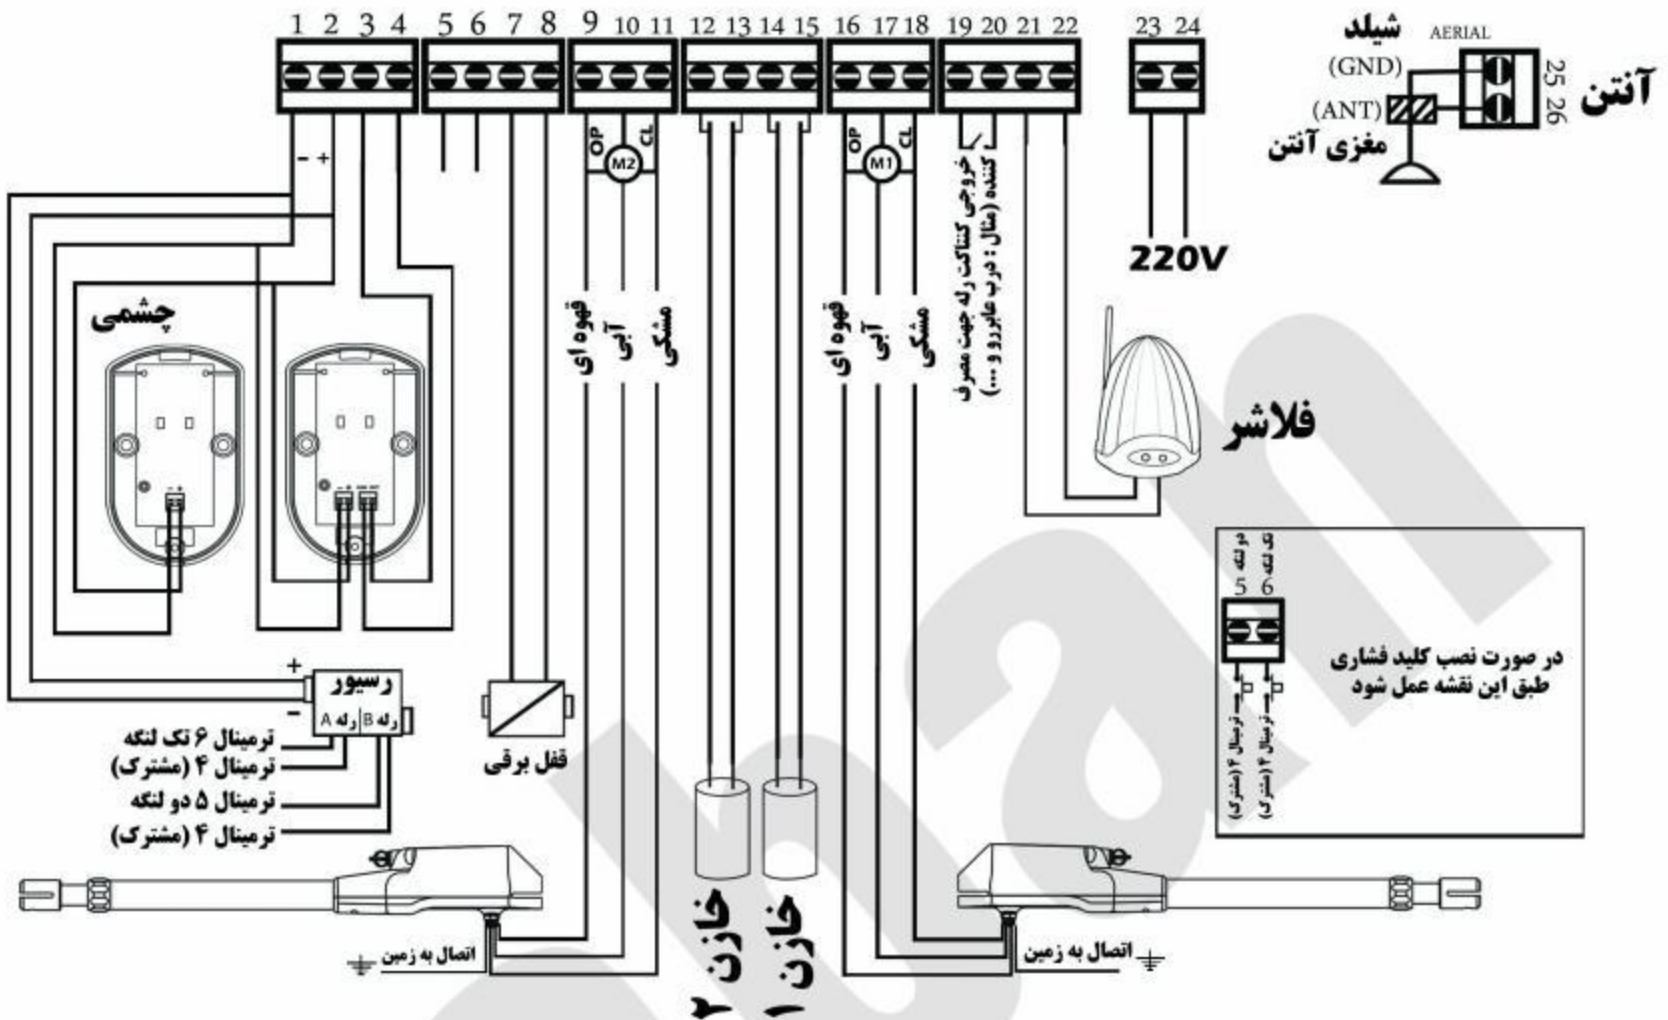 1 2 3 4 5 6 7 8 9 10 11 12 13 14 15 16 17 18 19 20 21 22 23 24
شیلد
AERIAL
(GND)
(ANT)
25 26
آنتن
مغزی آنتن
- +
OP
CL
M2
OP
CL
M1
خروجی کنتاکت رله جهت مصرف
کننده (مثال : درب عابررو و ...)
220V
چشمی
قهوه ای
آبی
مشکی
قهوه ای
آبی
مشکی
فلاشر
دو لنگه
تک لنگه
5 6
در صورت نصب کلید فشاری
طبق این نقشه عمل شود
ترمینال ۴ (مشترک)
ترمینال ۴ (مشترک)
+
-
رسیور
رله A
رله B
ترمینال ۶ تک لنگه
ترمینال ۴ (مشترک)
ترمینال ۵ دو لنگه
ترمینال ۴ (مشترک)
قفل برقی
خازن ۲
خازن ۱
اتصال به زمین
اتصال به زمین